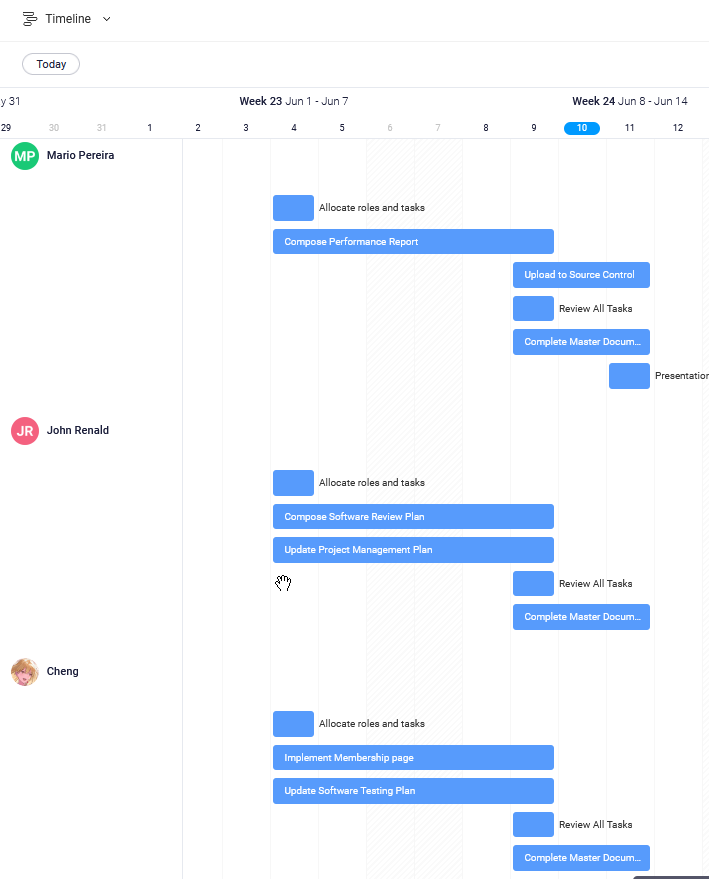 Timeline
Today
y 31
Week 23 Jun 1 - Jun 7
Week 24 Jun 8 - Jun 14
29 30 31 1 2 3 4 5 6 7 8 9 10 11 12
MP Mario Pereira
Allocate roles and tasks
Compose Performance Report
Upload to Source Control
Review All Tasks
Complete Master Docum...
Presentation
JR John Renald
Allocate roles and tasks
Compose Software Review Plan
Update Project Management Plan
Review All Tasks
Complete Master Docum...
Cheng
Allocate roles and tasks
Implement Membership page
Update Software Testing Plan
Review All Tasks
Complete Master Docum...